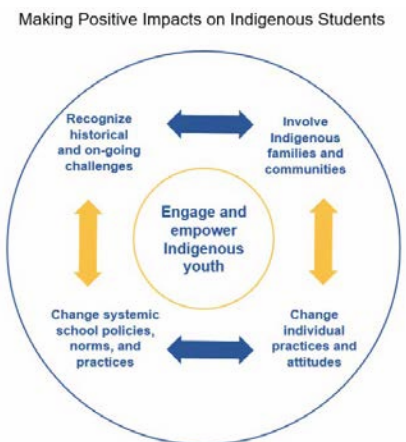 Making Positive Impacts on Indigenous Students
Recognize
historical
and on-going
challenges
Involve
Indigenous
families and
communities
Engage and
empower
Indigenous
youth
Change systemic
school policies,
norms, and
practices
Change
individual
practices and
attitudes